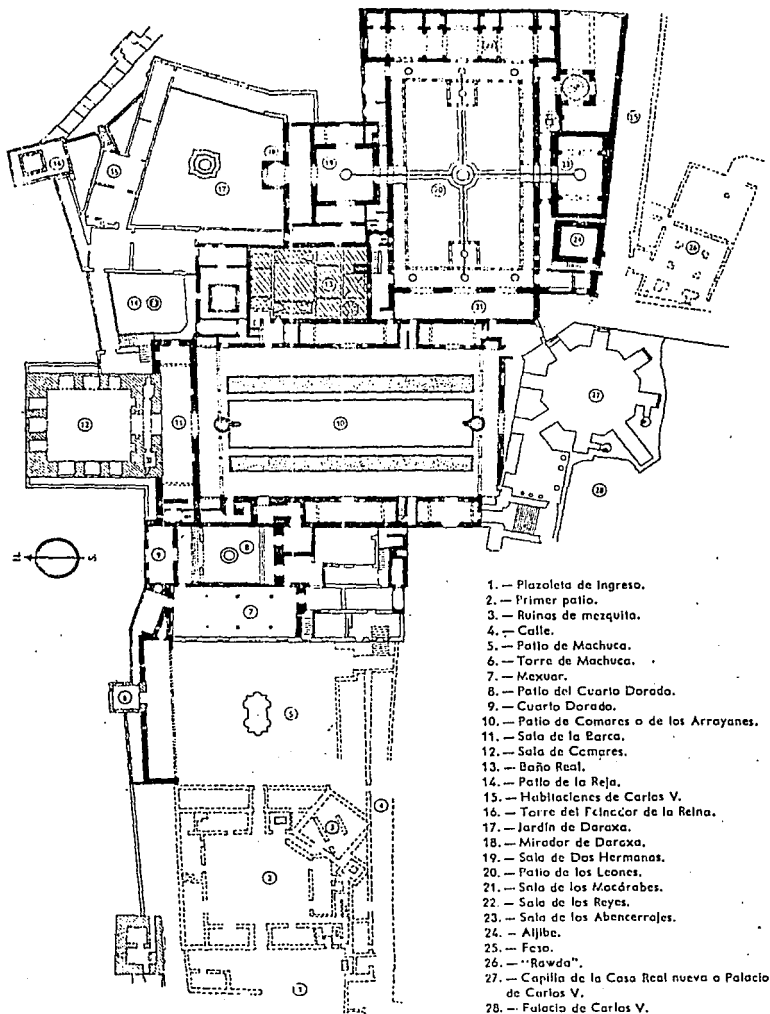 1. — Plazoleta de Ingreso.
2. — Primer patio.
3. — Ruinas de mezquita.
4. — Calle.
5. — Patio de Machuca.
6. — Torre de Machuca.
7. — Mexuar.
8. — Patio del Cuarto Dorado.
9. — Cuarto Dorado.
10. — Patio de Comares o de los Arrayanes.
11. — Sala de la Barca.
12. — Sala de Comares.
13. — Baño Real.
14. — Patio de la Reja.
15. — Habitaciones de Carlos V.
16. — Torre del Peinador de la Reina.
17. — Jardín de Daraxa.
18. — Mirador de Daraxa.
19. — Sala de Dos Hermanas.
20. — Patio de los Leones.
21. — Sala de los Mocárabes.
22. — Sala de los Reyes.
23. — Sala de los Abencerrajes.
24. — Aljibe.
25. — Foso.
26. — "Rawda".
27. — Capilla de la Casa Real nueva o Palacio
de Carlos V.
28. — Palacio de Carlos V.